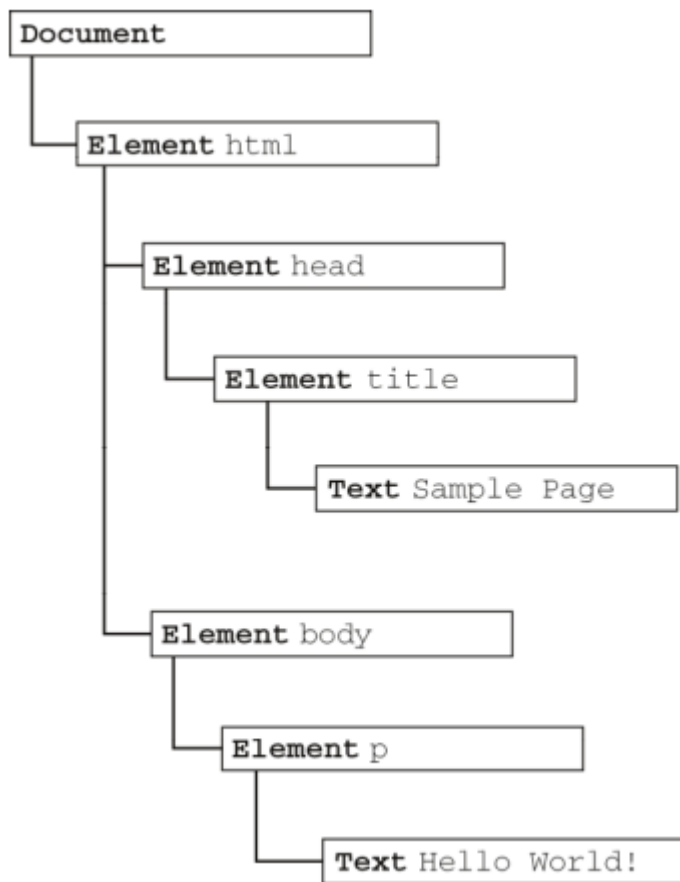 Document
Element html
Element head
Element title
Text Sample Page
Element body
Element p
Text Hello World!